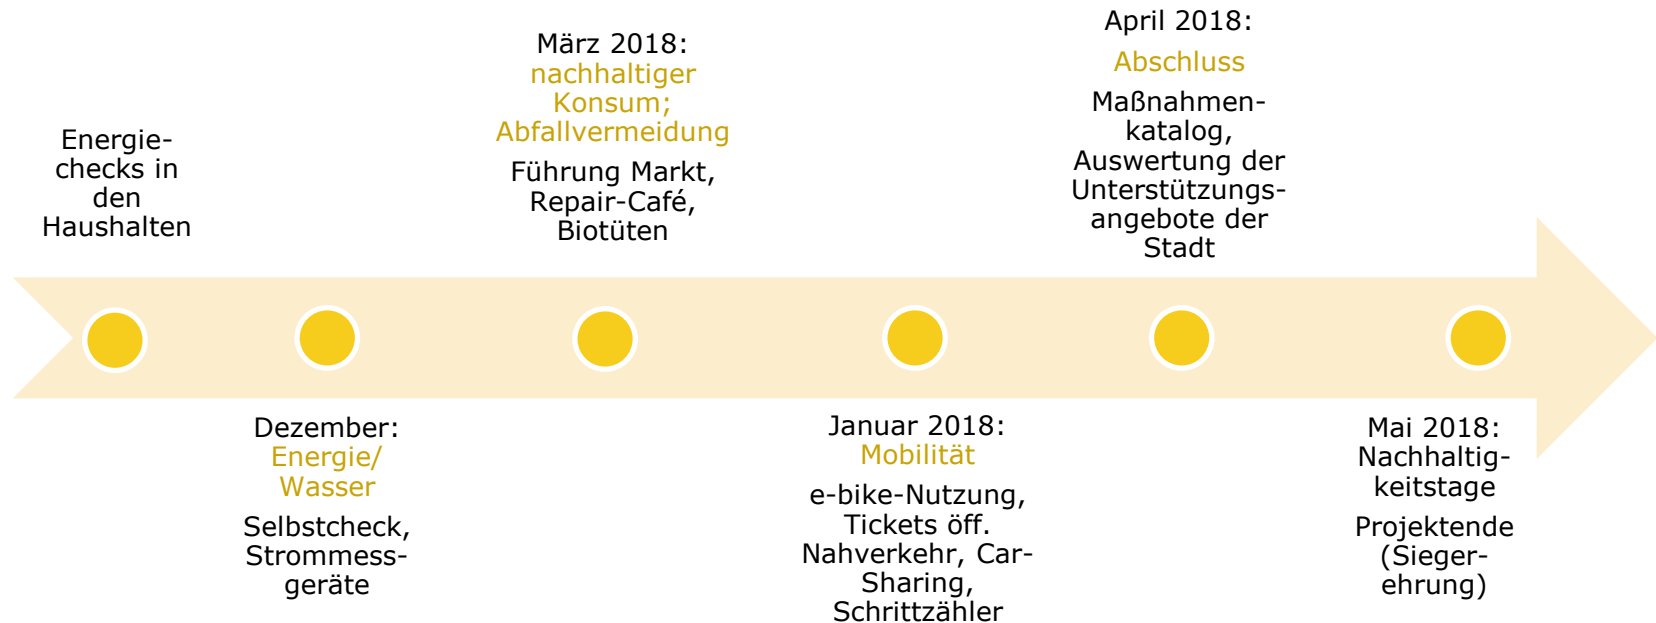 Energie-
checks in
den
Haushalten
Dezember:
Energie/
Wasser
Selbstcheck,
Strommess-
geräte
März 2018:
nachhaltiger
Konsum;
Abfallvermeidung
Führung Markt,
Repair-Café,
Biotüten
Januar 2018:
Mobilität
e-bike-Nutzung,
Tickets öff.
Nahverkehr, Car-
Sharing,
Schrittzähler
April 2018:
Abschluss
Maßnahmen-
katalog,
Auswertung der
Unterstützungs-
angebote der
Stadt
Mai 2018:
Nachhaltig-
keitstage
Projektende
(Sieger-
ehrung)